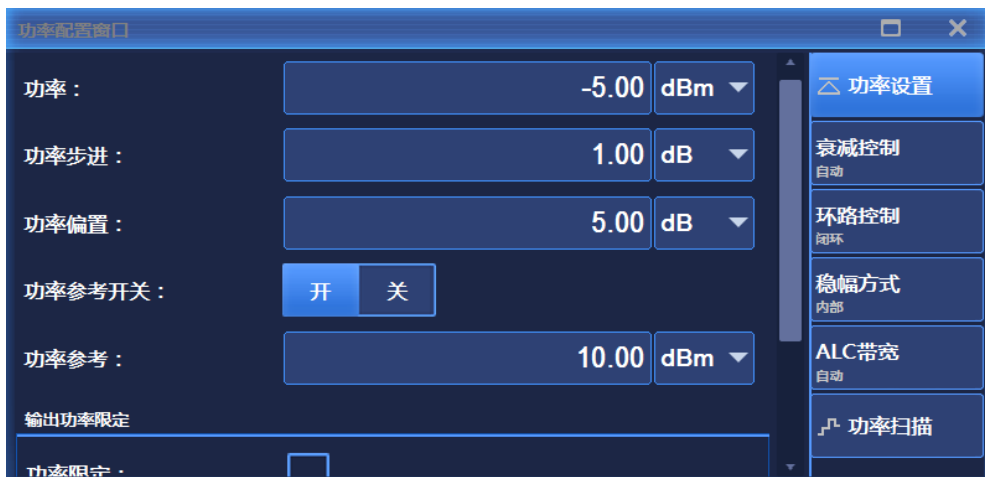 功率配置窗口
功率： -5.00 dBm
功率步进： 1.00 dB
功率偏置： 5.00 dB
功率参考开关： 开 关
功率参考： 10.00 dBm
输出功率限定
功率限定：
功率设置
衰减控制
自动
环路控制
闭环
稳幅方式
内部
ALC带宽
自动
功率扫描